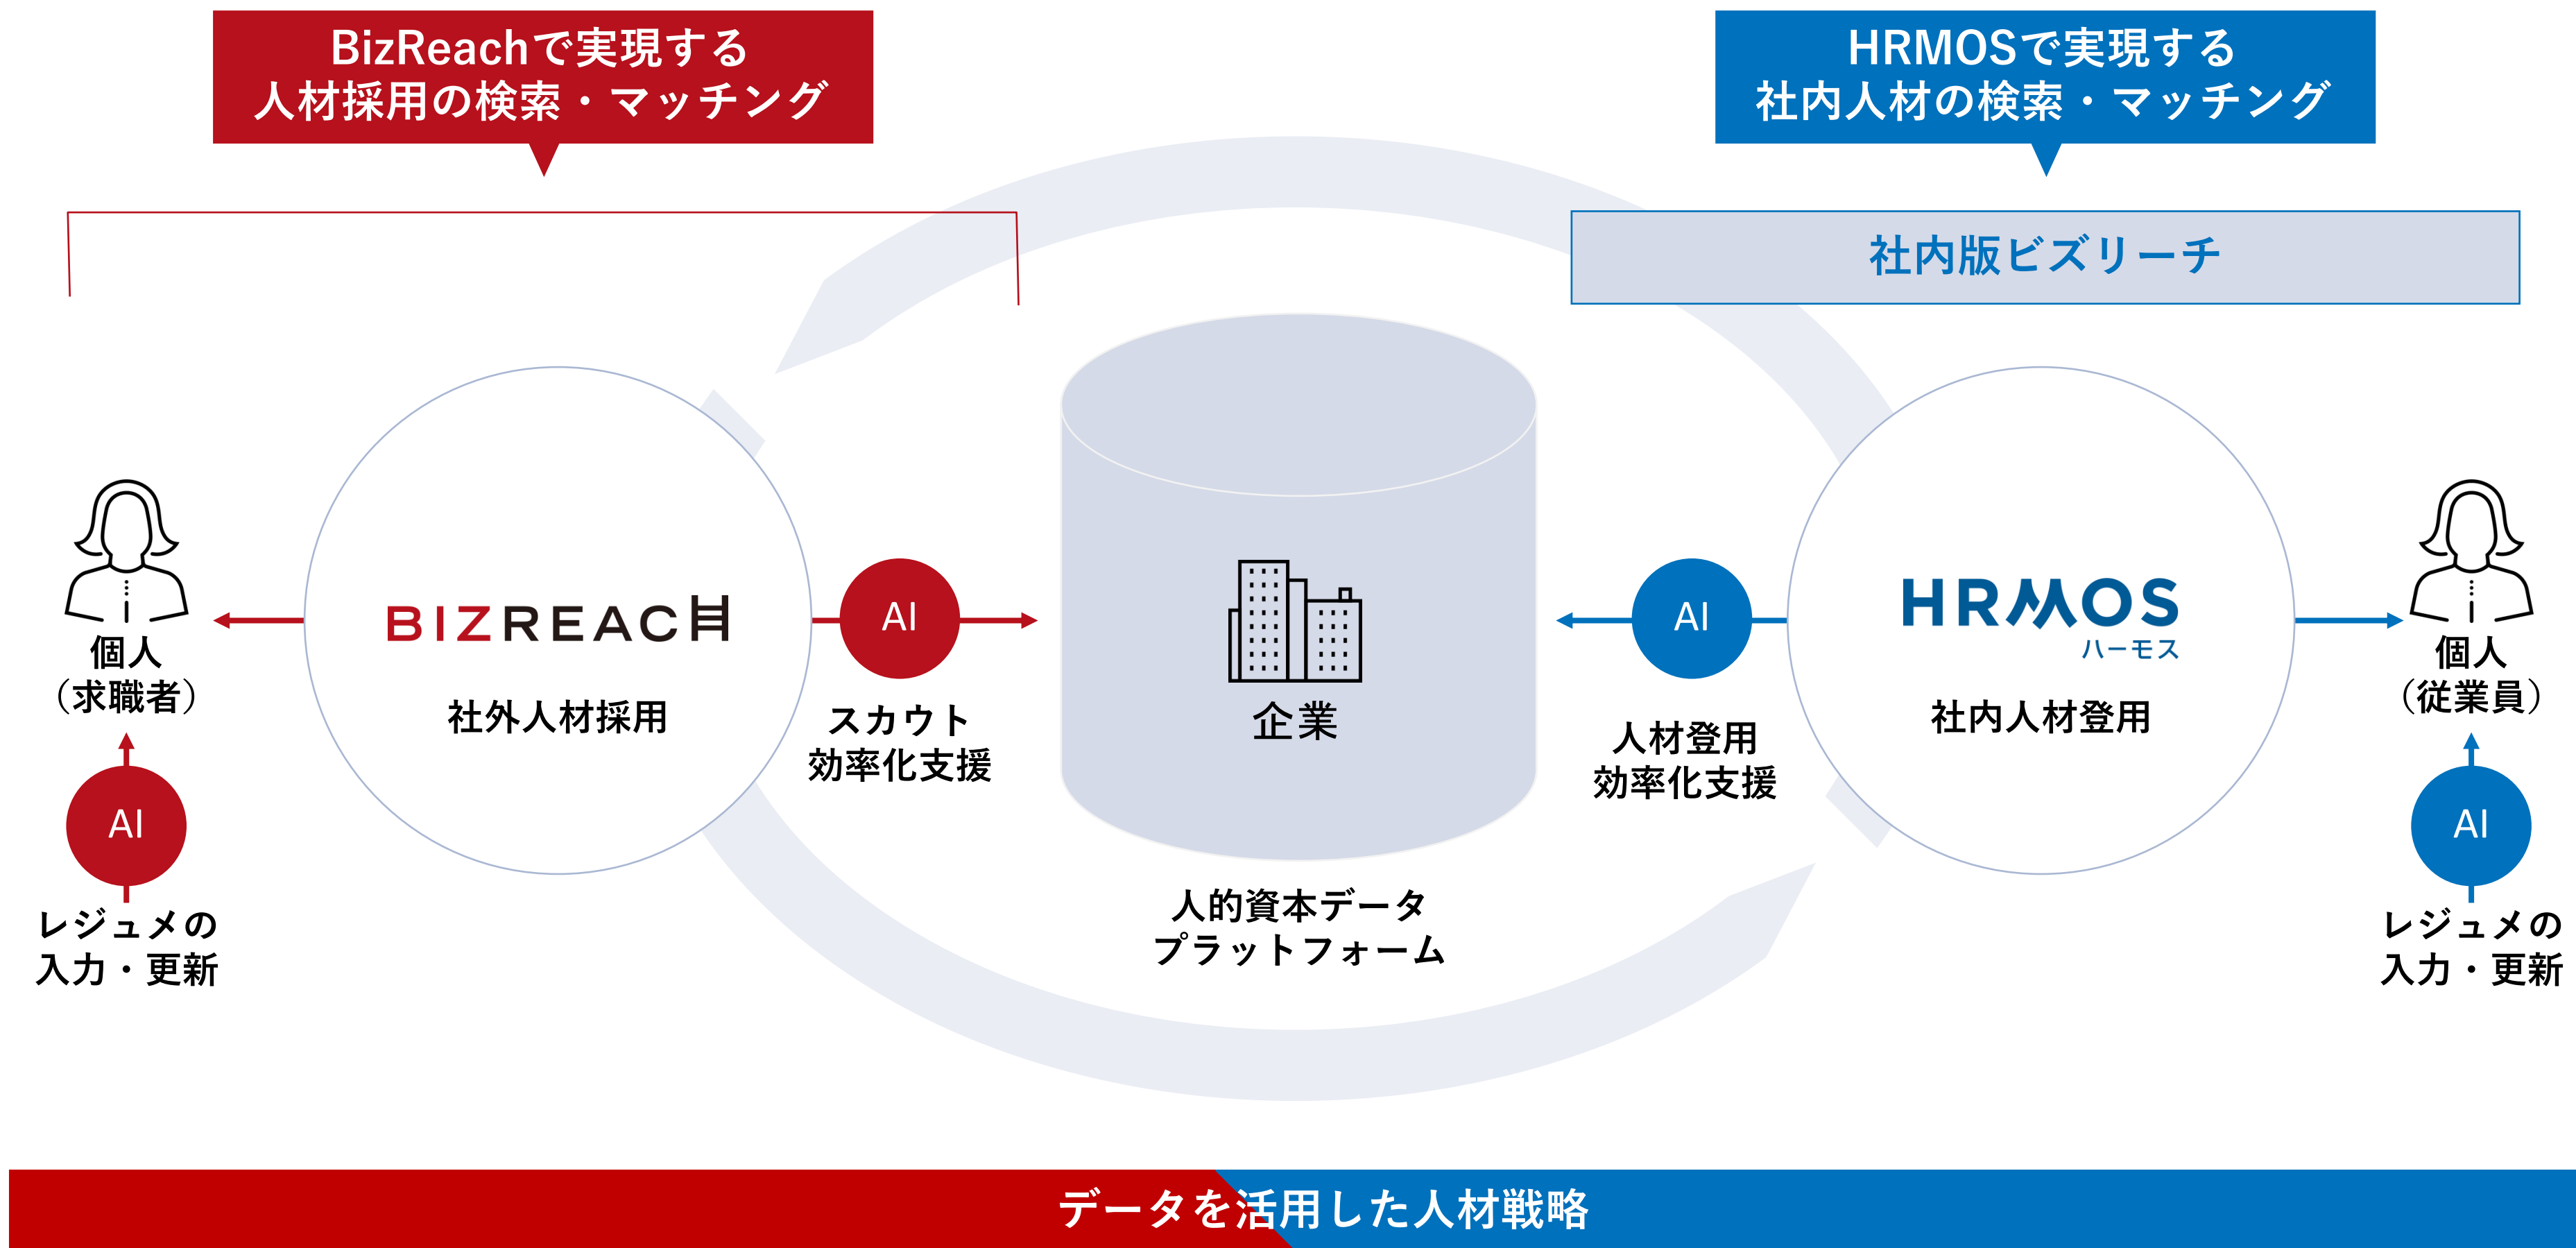 BizReachで実現する
人材採用の検索・マッチング
HRMOSで実現する
社内人材の検索・マッチング
社内版ビズリーチ
個人
（求職者）
AI
レジュメの
入力・更新
BIZREACH
社外人材採用
AI
スカウト
効率化支援
企業
人的資本データ
プラットフォーム
AI
人材登用
効率化支援
HRMOS
ハーモス
社内人材登用
個人
（従業員）
AI
レジュメの
入力・更新
データを活用した人材戦略